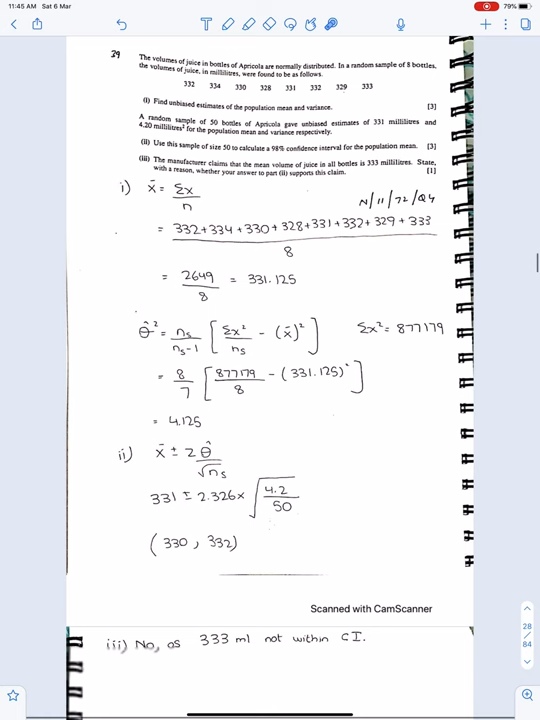 11:45 AM Sat 6 Mar
79%
39 The volumes of juice in bottles of Apricola are normally distributed. In a random sample of 8 bottles,
the volumes of juice, in millilitres, were found to be as follows.
332 334 330 328 331 332 329 333
(i) Find unbiased estimates of the population mean and variance. [3]
A random sample of 50 bottles of Apricola gave unbiased estimates of 331 millilitres and
4.20 millilitres² for the population mean and variance respectively.
(ii) Use this sample of size 50 to calculate a 98% confidence interval for the population mean. [3]
(iii) The manufacturer claims that the mean volume of juice in all bottles is 333 millilitres. State,
with a reason, whether your answer to part (ii) supports this claim. [1]
N/11/72/Q4
i) x̄ = Σx/n
= (332+334+330+328+331+332+329+333)/8
= 2649/8 = 331.125
θ̂² = nₛ/(nₛ-1) [Σx²/nₛ - (x̄)²] Σx² = 877179
= 8/7 [877179/8 - (331.125)²]
= 4.125
ii) x̄ ± z θ̂/√nₛ
331 ± 2.326 × √(4.2/50)
(330, 332)
Scanned with CamScanner
iii) No, as 333 ml not within CI.
28
/
84